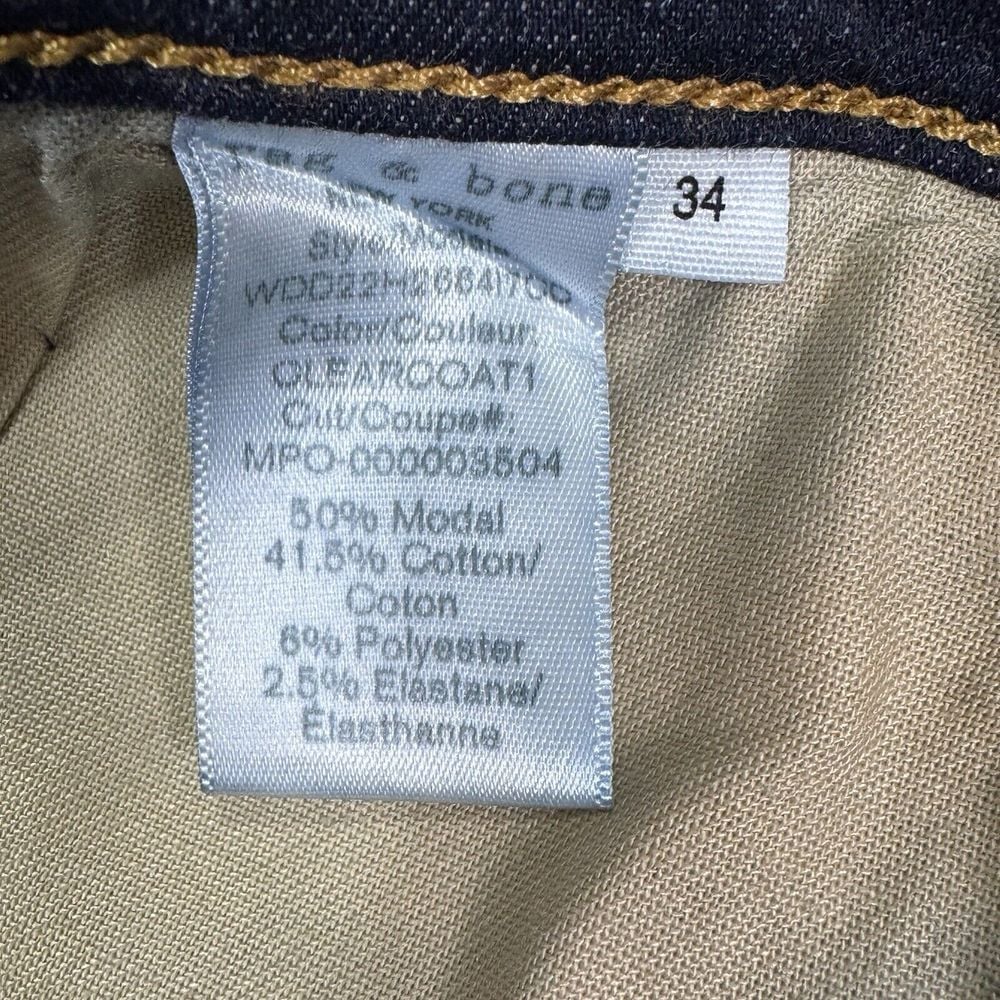 rag & bone
NEW YORK
34
Style/Modèle
Color/Couleur:
CLEARCOAT1
Cut/Coupe#:
MPO-000003504
50% Modal
41.5% Cotton/
Coton
6% Polyester
2.5% Elastane/
Élasthanne